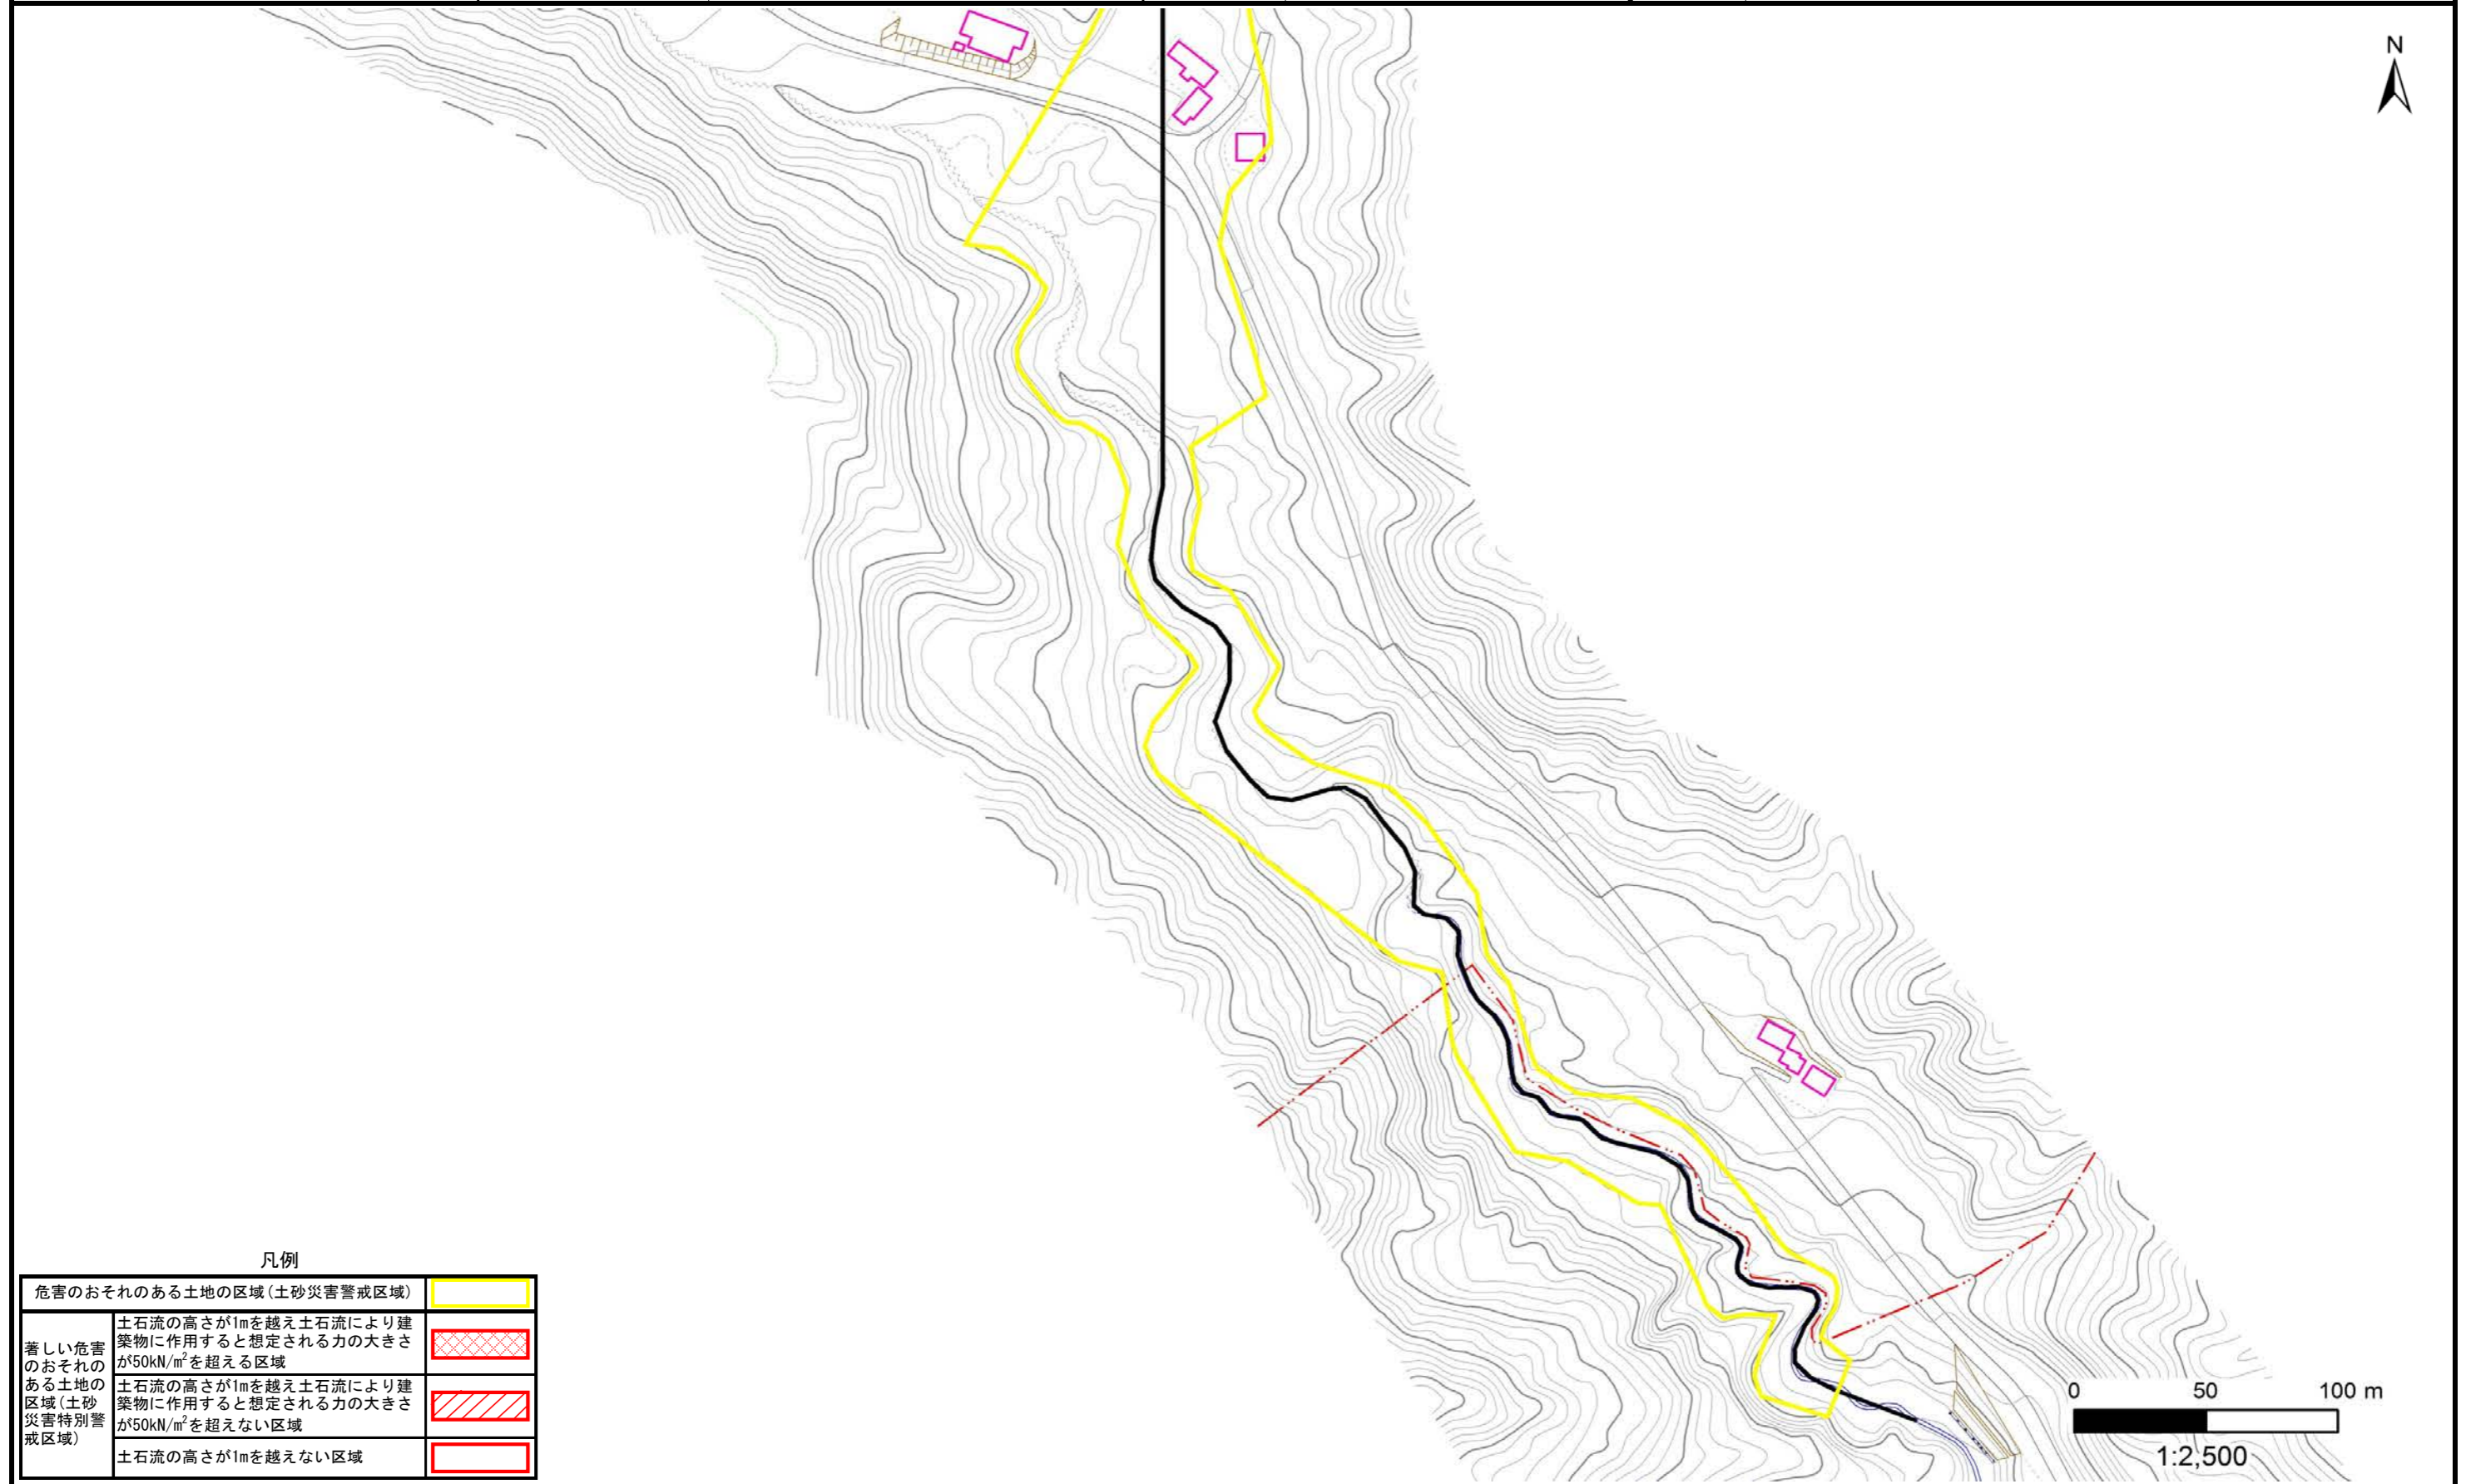 N
凡例
危害のおそれのある土地の区域(土砂災害警戒区域)
著しい危害
のおそれの
ある土地の
区域(土砂
災害特別警
戒区域)
土石流の高さが1mを越え土石流により建
築物に作用すると想定される力の大きさ
が50kN/m²を超える区域
土石流の高さが1mを越え土石流により建
築物に作用すると想定される力の大きさ
が50kN/m²を超えない区域
土石流の高さが1mを越えない区域
0 50 100 m
1:2,500